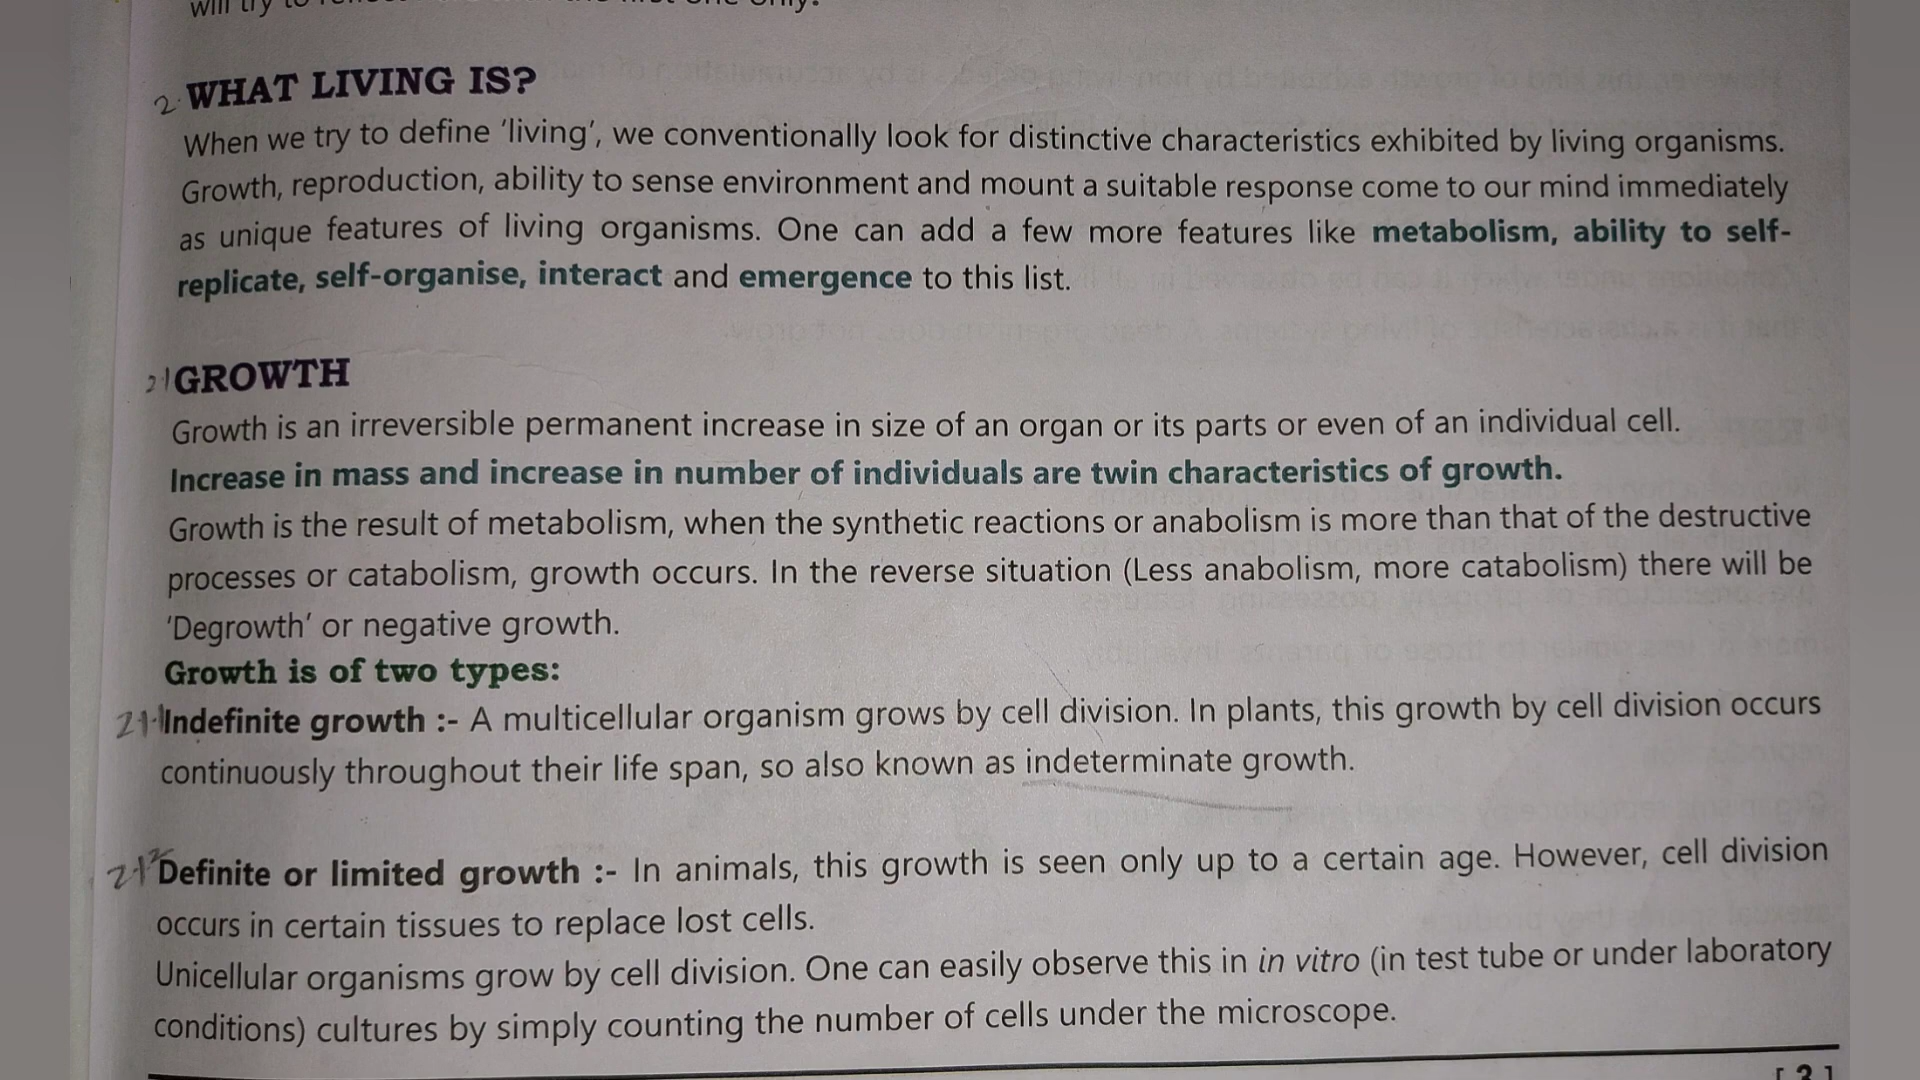 2. WHAT LIVING IS?
When we try to define 'living', we conventionally look for distinctive characteristics exhibited by living organisms.
Growth, reproduction, ability to sense environment and mount a suitable response come to our mind immediately
as unique features of living organisms. One can add a few more features like metabolism, ability to self-
replicate, self-organise, interact and emergence to this list.
21 GROWTH
Growth is an irreversible permanent increase in size of an organ or its parts or even of an individual cell.
Increase in mass and increase in number of individuals are twin characteristics of growth.
Growth is the result of metabolism, when the synthetic reactions or anabolism is more than that of the destructive
processes or catabolism, growth occurs. In the reverse situation (Less anabolism, more catabolism) there will be
'Degrowth' or negative growth.
Growth is of two types:
Indefinite growth :- A multicellular organism grows by cell division. In plants, this growth by cell division occurs
continuously throughout their life span, so also known as indeterminate growth.
Definite or limited growth :- In animals, this growth is seen only up to a certain age. However, cell division
occurs in certain tissues to replace lost cells.
Unicellular organisms grow by cell division. One can easily observe this in in vitro (in test tube or under laboratory
conditions) cultures by simply counting the number of cells under the microscope.
[ 3 ]